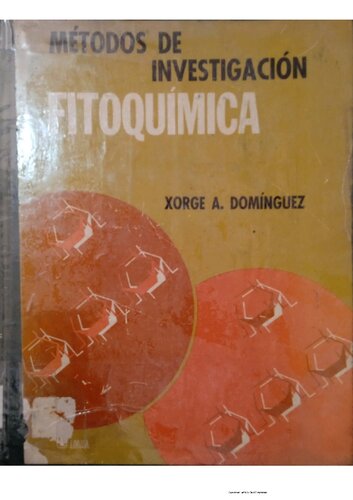 MÉTODOS DE
INVESTIGACIÓN
FITOQUÍMICA
XORGE A. DOMÍNGUEZ